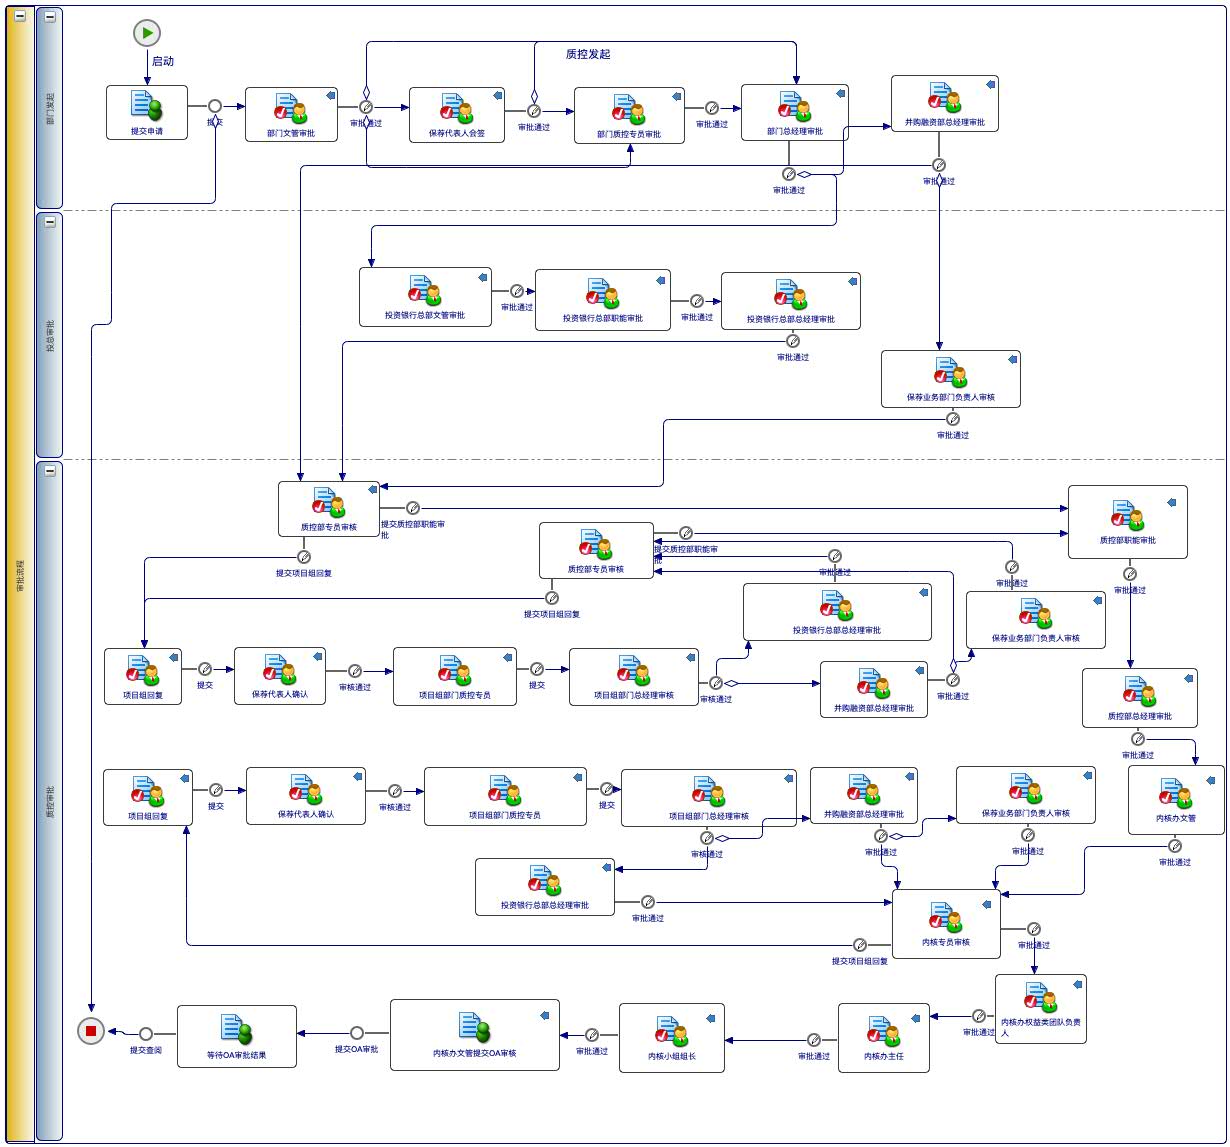 审批流程
部门发起
启动
质控发起
提交申请
提交
部门文管审批
审批通过
保荐代表人会签
审批通过
部门质控专员审批
审批通过
部门总经理审批
审批通过
并购融资部总经理审批
审批通过
投总审批
投资银行总部文管审批
审批通过
投资银行总部职能审批
审批通过
投资银行总部总经理审批
审批通过
保荐业务部门负责人审核
审批通过
质控审批
质控部专员审核
提交质控部职能审
批
提交项目组回复
质控部专员审核
提交质控部职能审
批
提交项目组回复
质控部职能审批
审批通过
审批通过
投资银行总部总经理审批
审批通过
保荐业务部门负责人审核
项目组回复
提交
保荐代表人确认
审核通过
项目组部门质控专员
提交
项目组部门总经理审核
审核通过
并购融资部总经理审批
审批通过
质控部总经理审批
审批通过
项目组回复
提交
保荐代表人确认
审核通过
项目组部门质控专员
提交
项目组部门总经理审核
审核通过
并购融资部总经理审批
审批通过
保荐业务部门负责人审核
审批通过
内核办文管
审批通过
投资银行总部总经理审批
审批通过
内核专员审核
审批通过
提交项目组回复
内核办权益类团队负责
人
审批通过
内核办主任
审批通过
内核小组组长
审批通过
内核办文管提交OA审核
提交OA审批
等待OA审批结果
提交查阅